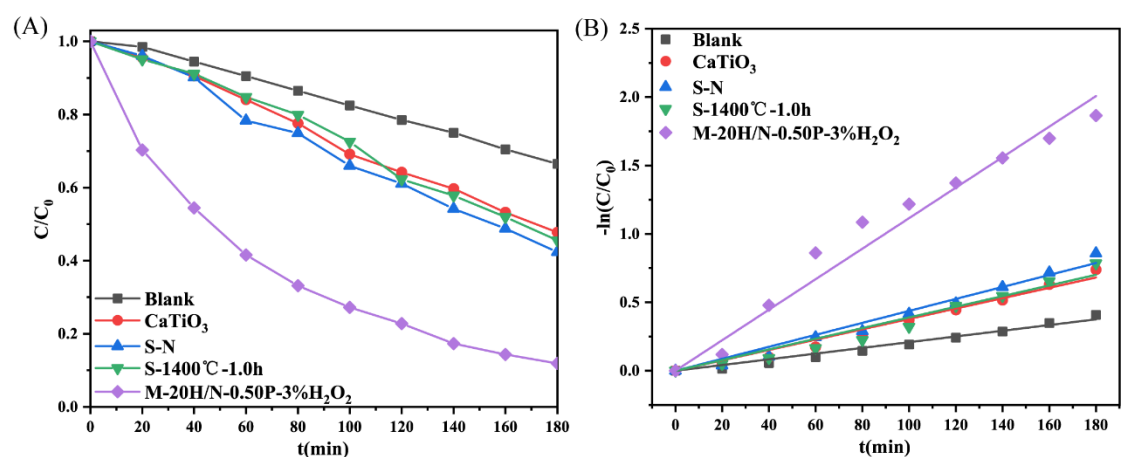 (A)
1.0
0.8
0.6
0.4
0.2
0.0
C/C₀
Blank
CaTiO₃
S-N
S-1400℃-1.0h
M-20H/N-0.50P-3%H₂O₂
0 20 40 60 80 100 120 140 160 180
t(min)
(B)
2.5
2.0
1.5
1.0
0.5
0.0
-ln(C/C₀)
Blank
CaTiO₃
S-N
S-1400℃-1.0h
M-20H/N-0.50P-3%H₂O₂
0 20 40 60 80 100 120 140 160 180
t(min)